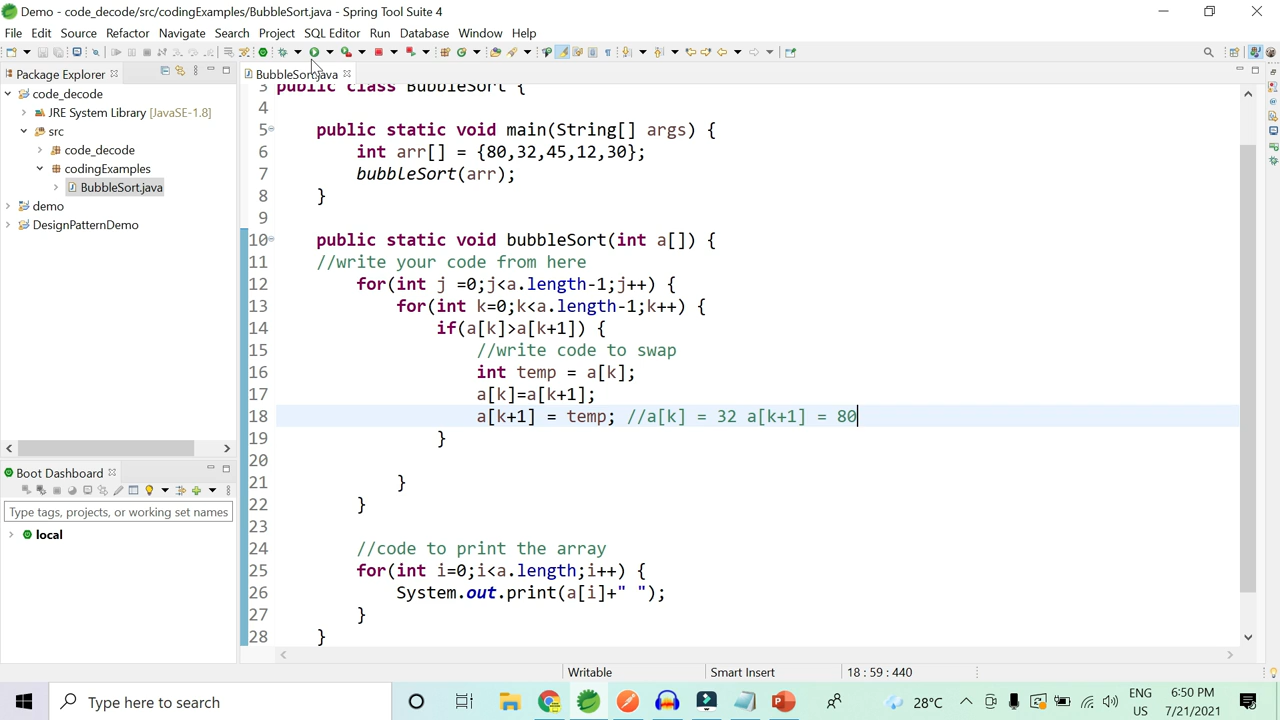 Demo - code_decode/src/codingExamples/BubbleSort.java - Spring Tool Suite 4
File Edit Source Refactor Navigate Search Project SQL Editor Run Database Window Help
Package Explorer
BubbleSort.java
code_decode
JRE System Library [JavaSE-1.8]
src
code_decode
codingExamples
BubbleSort.java
demo
DesignPatternDemo
3 public class BubbleSort {
4
5 public static void main(String[] args) {
6 int arr[] = {80,32,45,12,30};
7 bubbleSort(arr);
8 }
9
10 public static void bubbleSort(int a[]) {
11 //write your code from here
12 for(int j =0;j<a.length-1;j++) {
13 for(int k=0;k<a.length-1;k++) {
14 if(a[k]>a[k+1]) {
15 //write code to swap
16 int temp = a[k];
17 a[k]=a[k+1];
18 a[k+1] = temp; //a[k] = 32 a[k+1] = 80
19 }
20
21 }
22 }
23
24 //code to print the array
25 for(int i=0;i<a.length;i++) {
26 System.out.print(a[i]+" ");
27 }
28 }
Boot Dashboard
Type tags, projects, or working set names
local
Writable Smart Insert 18 : 59 : 440
Type here to search
28°C
ENG
US
6:50 PM
7/21/2021